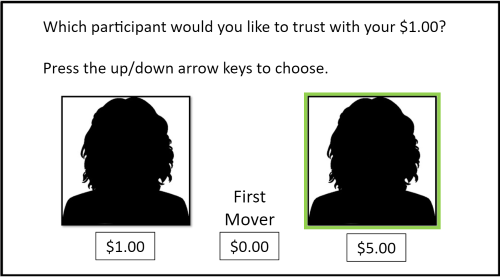 Which participant would you like to trust with your $1.00?
Press the up/down arrow keys to choose.
First
Mover
$1.00
$0.00
$5.00